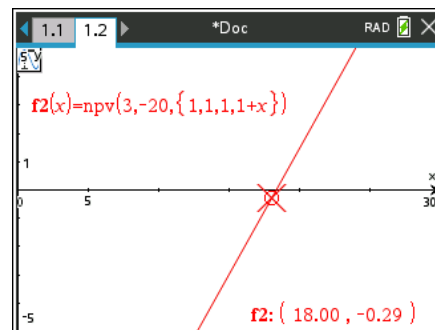 1.1 1.2 *Doc RAD
f2(x)=npv(3,-20,{1,1,1,1+x})
1
x
0 5 30
-5
f2: ( 18.00 , -0.29 )